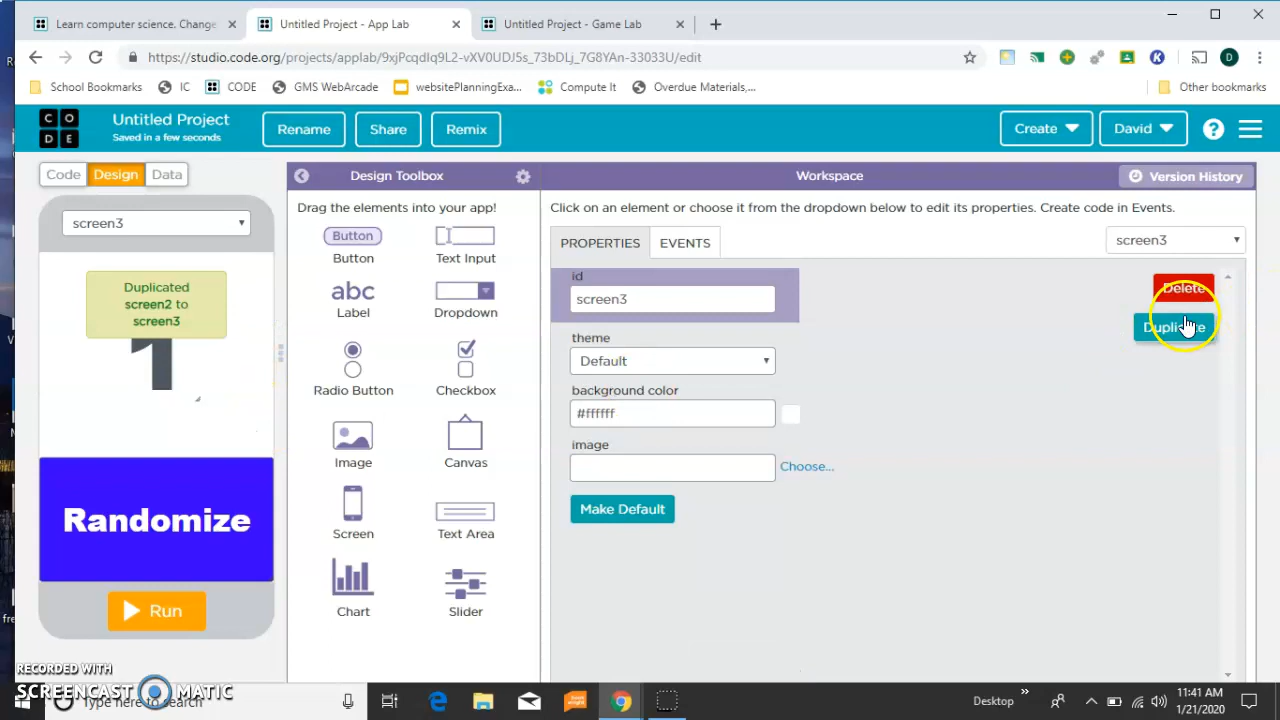 Learn computer science. Change
Untitled Project - App Lab
Untitled Project - Game Lab
https://studio.code.org/projects/applab/9xjPcqdIq9L2-vXV0UDJ5s_73bDLj_7G8YAn-33033U/edit
School Bookmarks
IC
CODE
GMS WebArcade
websitePlanningExa...
Compute It
Overdue Materials,...
Other bookmarks
C O
D E
Untitled Project
Saved in a few seconds
Rename
Share
Remix
Create
David
Code
Design
Data
Design Toolbox
Workspace
Version History
screen3
Drag the elements into your app!
Click on an element or choose it from the dropdown below to edit its properties. Create code in Events.
Button
Button
Text Input
abc
Label
Dropdown
Radio Button
Checkbox
Image
Canvas
Screen
Text Area
Chart
Slider
PROPERTIES
EVENTS
screen3
id
screen3
Delete
theme
Default
background color
#ffffff
image
Choose...
Make Default
Duplicated
screen2 to
screen3
1
Randomize
Run
RECORDED WITH
SCREENCAST MATIC
Type here to search
Desktop
11:41 AM
1/21/2020